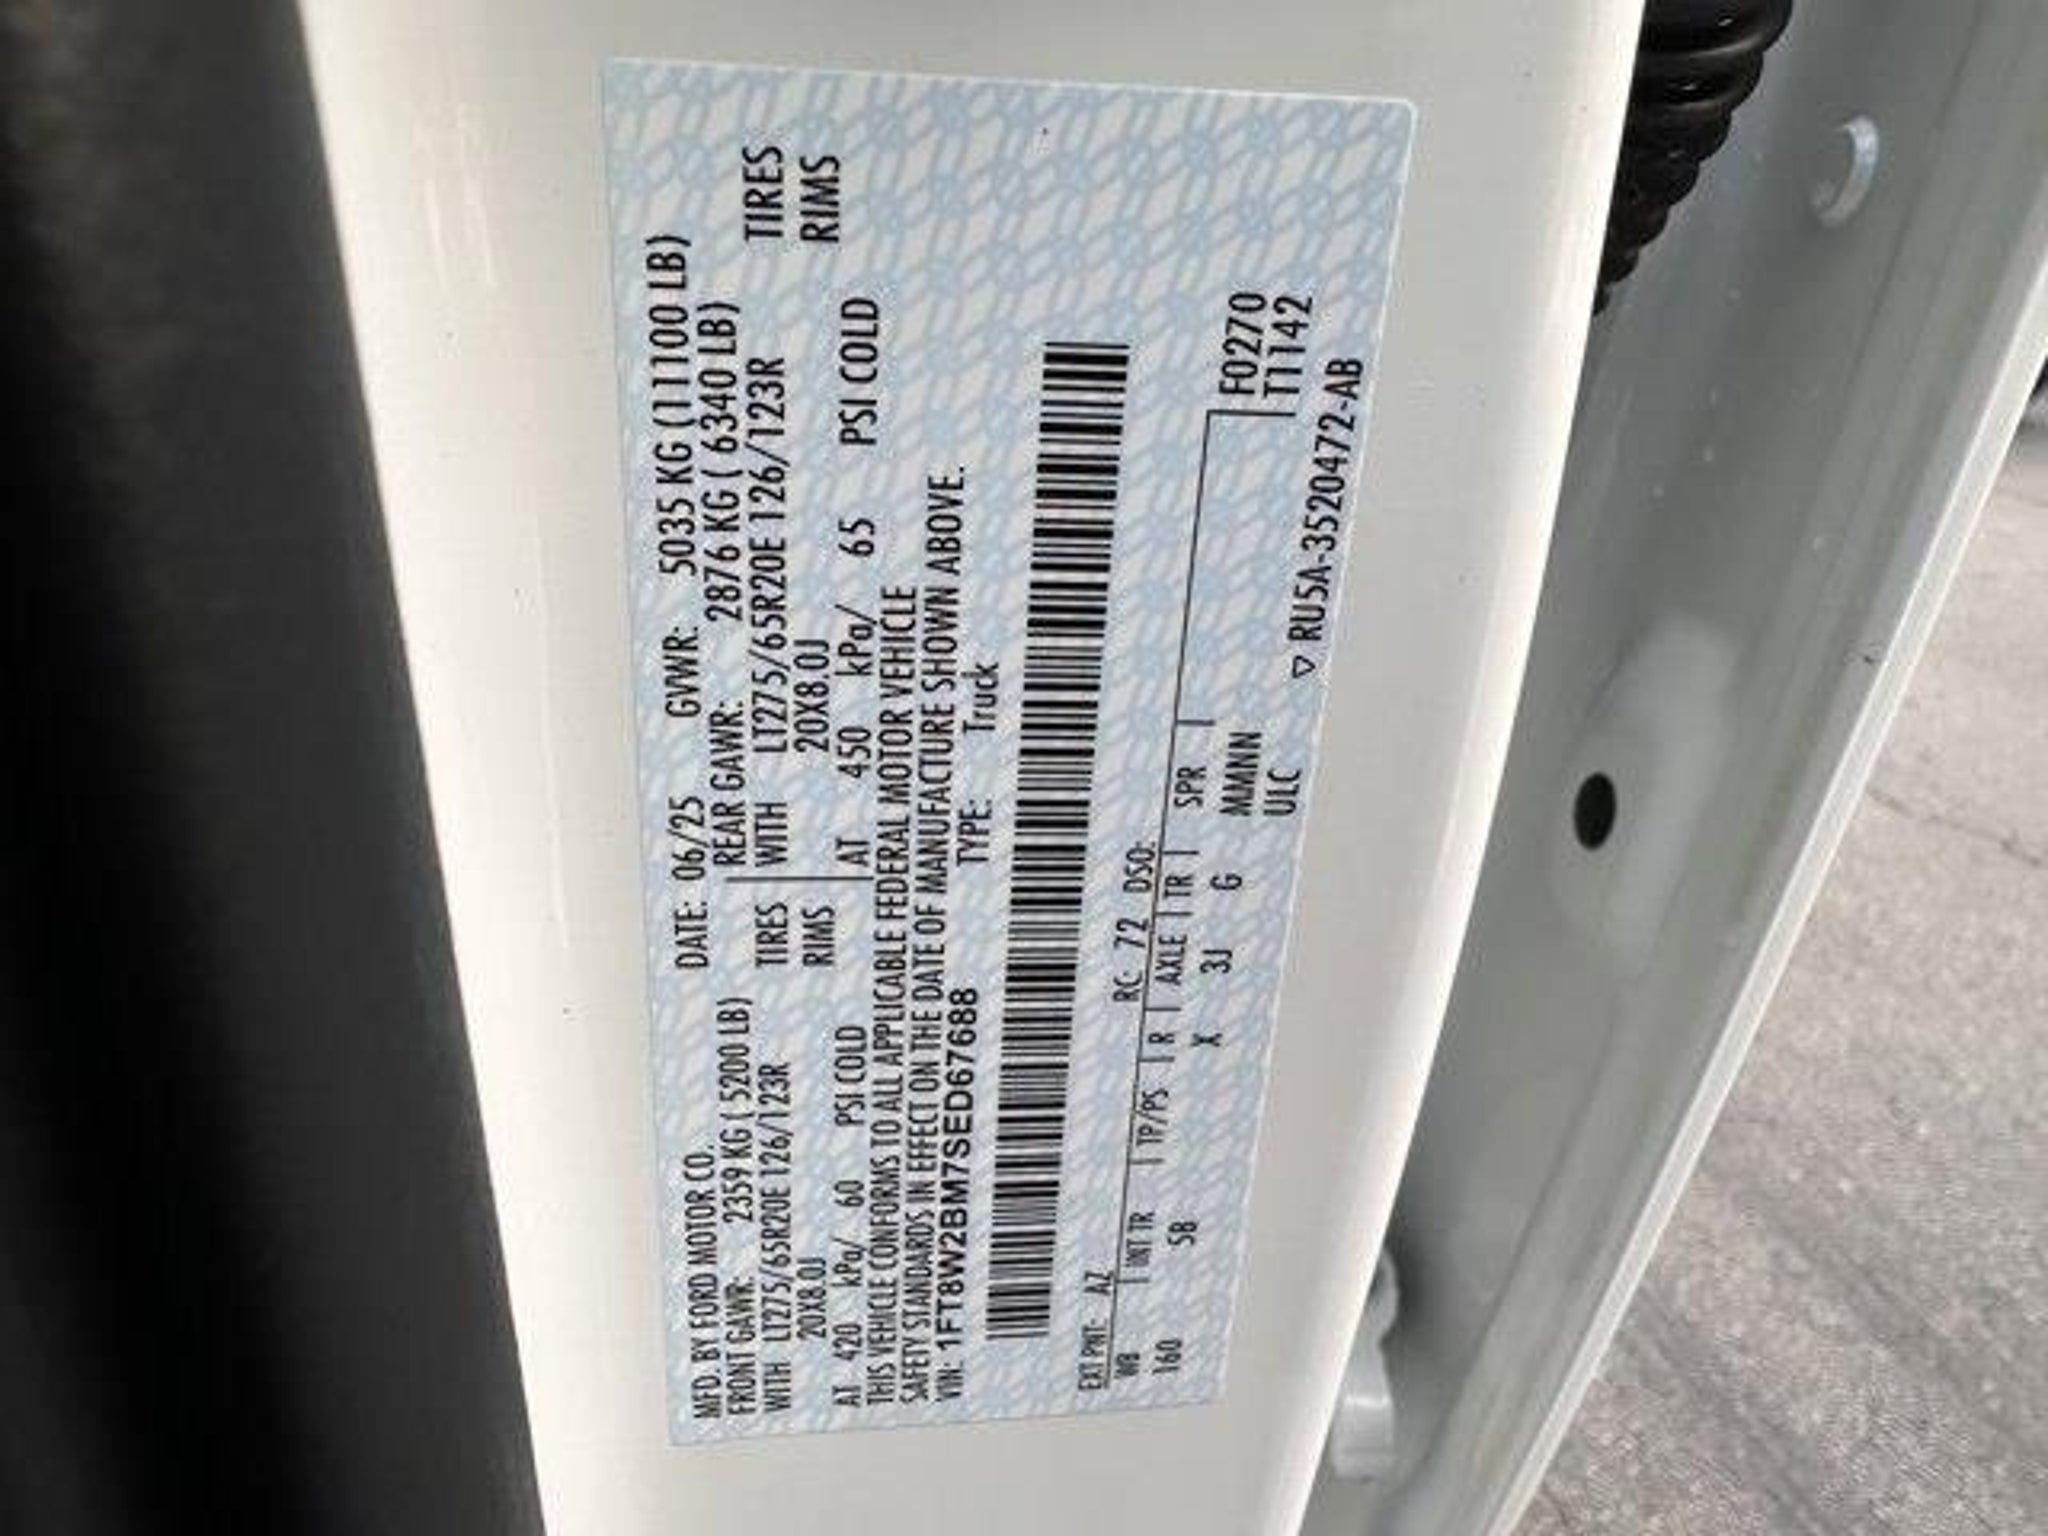 MFD. BY FORD MOTOR CO. DATE: 06/25 GVWR: 5035 KG (11100 LB)
FRONT GAWR: 2359 KG ( 5200 LB) REAR GAWR: 2876 KG ( 6340 LB)
WITH LT275/65R20E 126/123R TIRES WITH LT275/65R20E 126/123R TIRES
20X8.0J RIMS 20X8.0J RIMS
AT 420 kPa/ 60 PSI COLD AT 450 kPa/ 65 PSI COLD
THIS VEHICLE CONFORMS TO ALL APPLICABLE FEDERAL MOTOR VEHICLE
SAFETY STANDARDS IN EFFECT ON THE DATE OF MANUFACTURE SHOWN ABOVE.
VIN: 1FT8W2BM7SED67688 TYPE: Truck
EXT PNT: AZ RC: 72 DSO:
WB INT TR TP/PS R AXLE TR SPR F0270
160 SB X 3J G MMNN T1142
ULC
▽ RU5A-3520472-AB